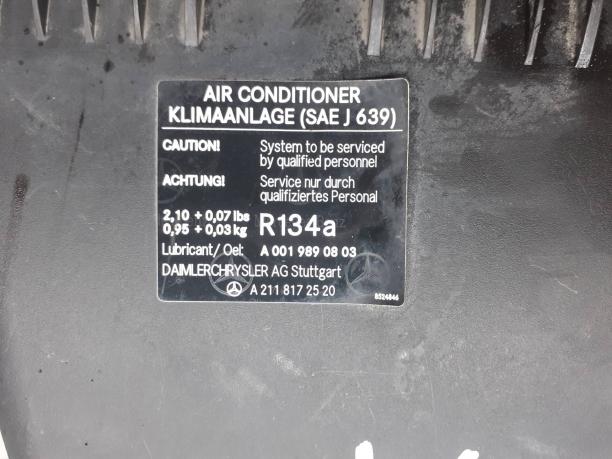 AIR CONDITIONER
KLIMAANLAGE (SAE J 639)
CAUTION! System to be serviced
by qualified personnel
ACHTUNG! Service nur durch
qualifiziertes Personal
2,10 + 0,07 lbs
0,95 + 0,03 kg R134a
Lubricant/Oel: A 001 989 08 03
DAIMLERCHRYSLER AG Stuttgart
A 211 817 25 20
8524846